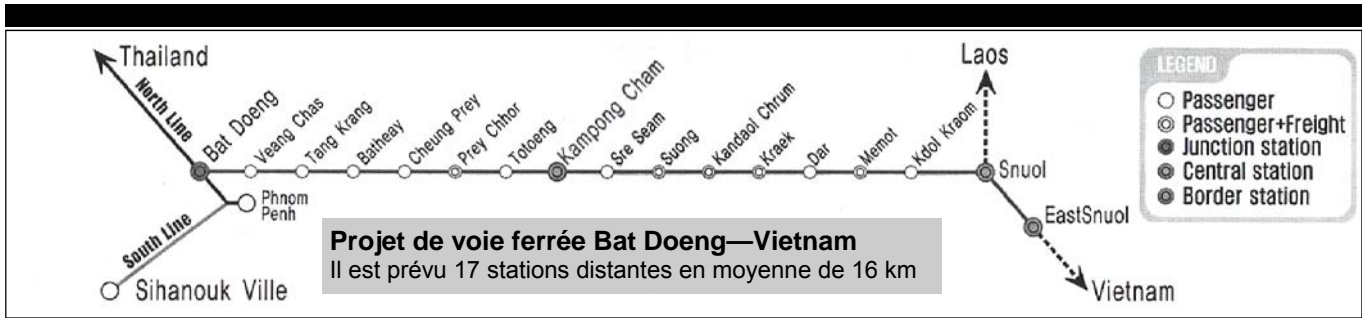 Thailand
North Line
Bat Doeng
Veang Chas
Tang Krang
Batheay
Cheung Prey
Prey Chhor
Totoeng
Kampong Cham
Sre Seam
Suong
Kandaol Chrum
Kraek
Dar
Memot
Kdol Kraom
Laos
Snuol
EastSnuol
Vietnam
Phnom
Penh
South Line
Sihanouk Ville
Projet de voie ferrée Bat Doeng—Vietnam
Il est prévu 17 stations distantes en moyenne de 16 km
LEGEND
Passenger
Passenger+Freight
Junction station
Central station
Border station